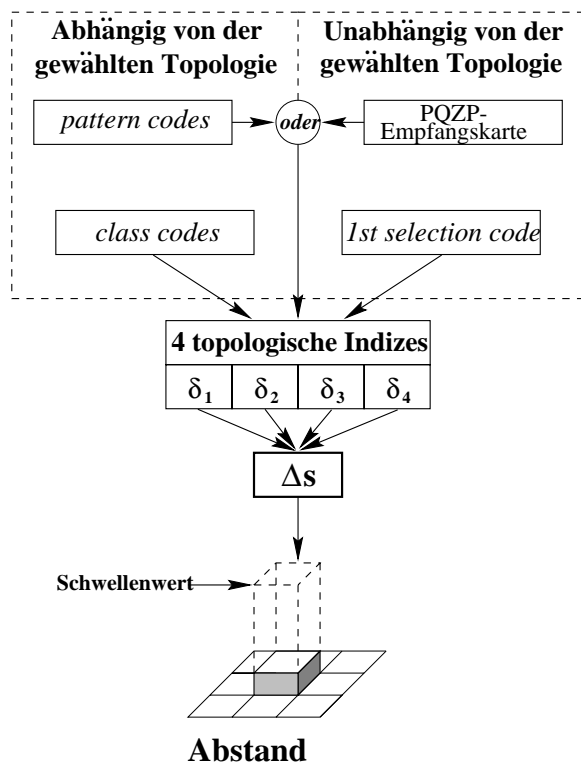 Abhängig von der
gewählten Topologie
Unabhängig von der
gewählten Topologie
pattern codes
oder
PQZP-
Empfangskarte
class codes
1st selection code
4 topologische Indizes
δ1 δ2 δ3 δ4
Δs
Schwellenwert
Abstand